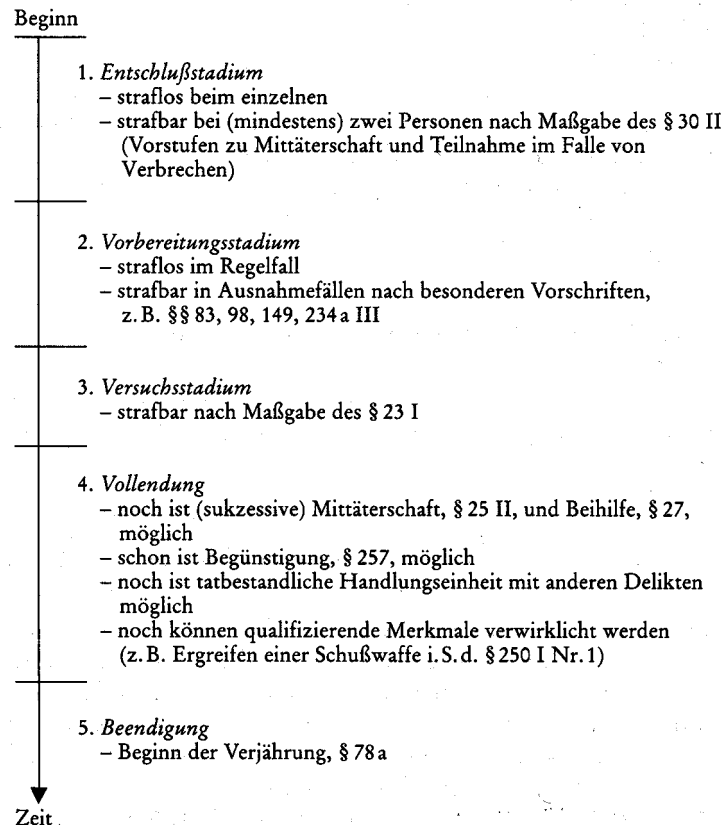 Beginn
1. Entschlußstadium
– straflos beim einzelnen
– strafbar bei (mindestens) zwei Personen nach Maßgabe des § 30 II
(Vorstufen zu Mittäterschaft und Teilnahme im Falle von
Verbrechen)
2. Vorbereitungsstadium
– straflos im Regelfall
– strafbar in Ausnahmefällen nach besonderen Vorschriften,
z. B. §§ 83, 98, 149, 234 a III
3. Versuchsstadium
– strafbar nach Maßgabe des § 23 I
4. Vollendung
– noch ist (sukzessive) Mittäterschaft, § 25 II, und Beihilfe, § 27,
möglich
– schon ist Begünstigung, § 257, möglich
– noch ist tatbestandliche Handlungseinheit mit anderen Delikten
möglich
– noch können qualifizierende Merkmale verwirklicht werden
(z. B. Ergreifen einer Schußwaffe i. S. d. § 250 I Nr. 1)
5. Beendigung
– Beginn der Verjährung, § 78 a
Zeit